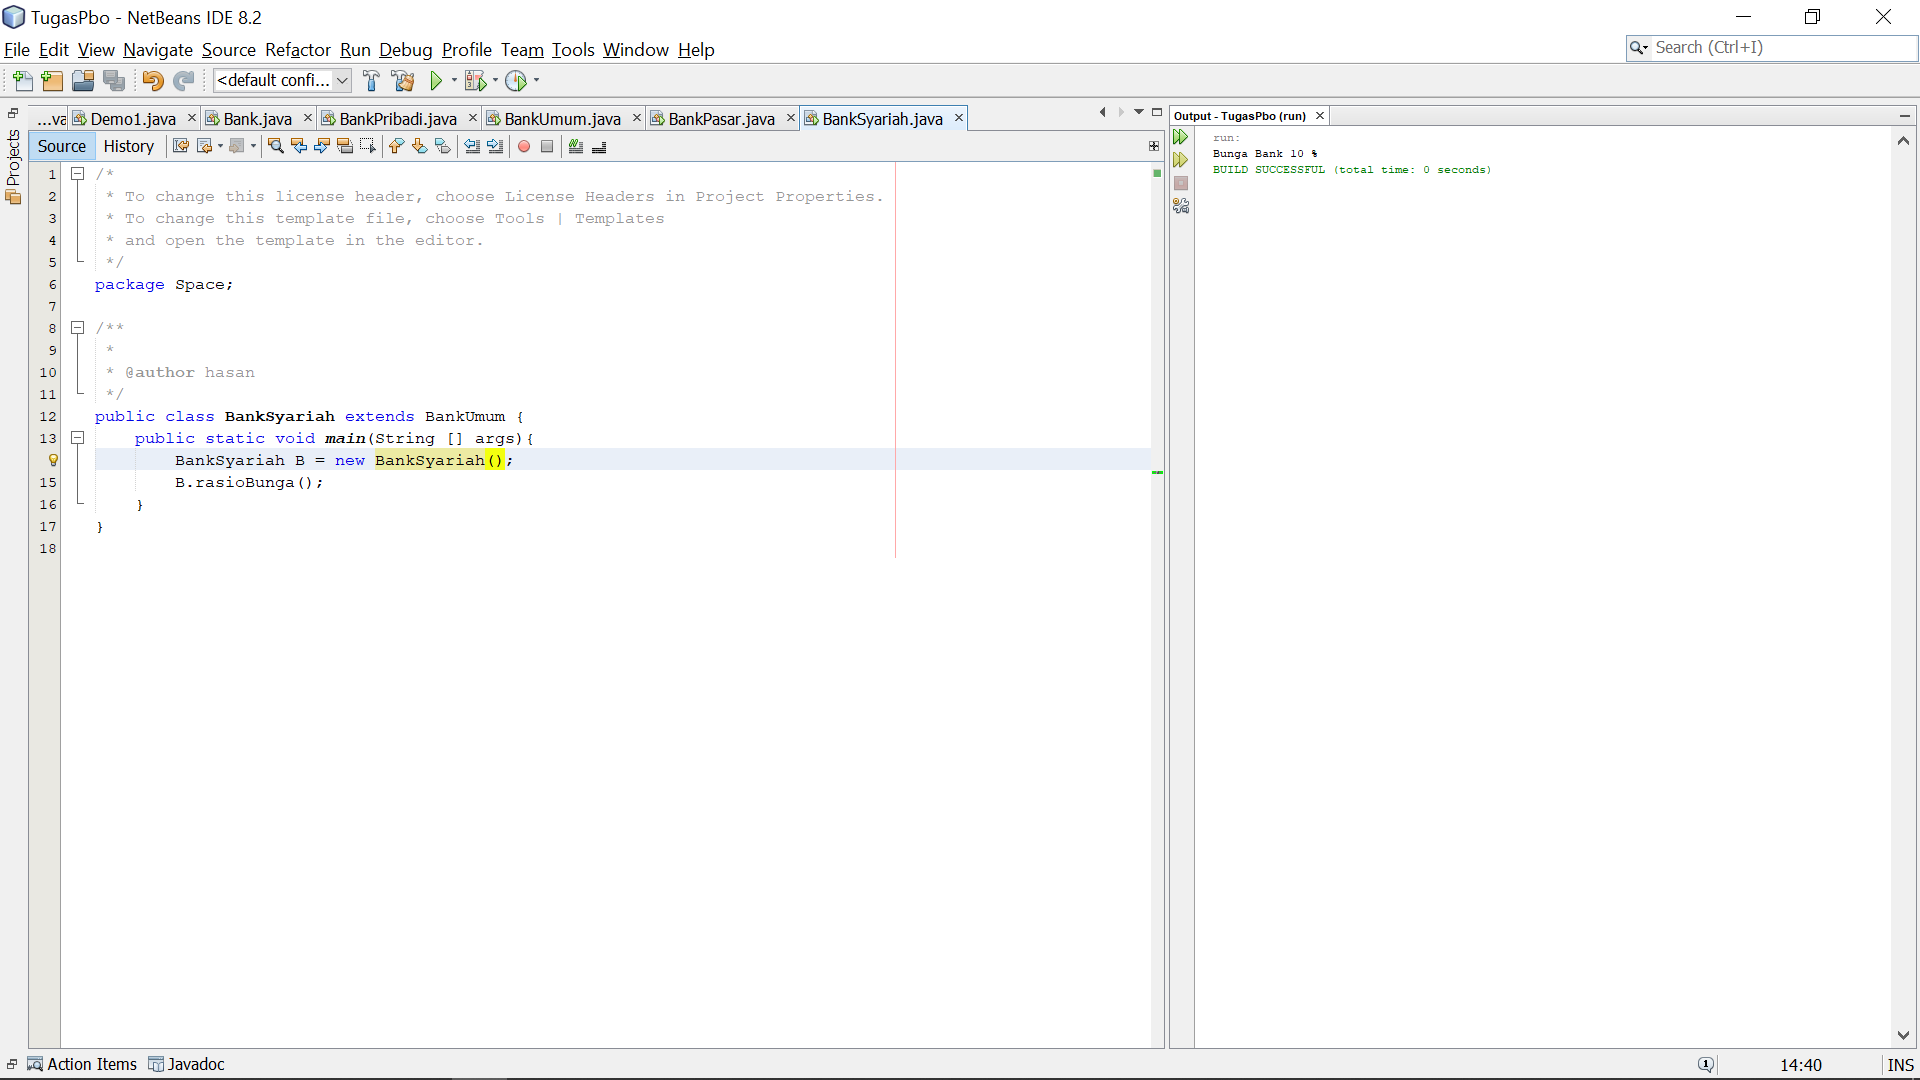 TugasPbo - NetBeans IDE 8.2
File Edit View Navigate Source Refactor Run Debug Profile Team Tools Window Help
Search (Ctrl+I)
<default confi...
Projects
...va Demo1.java Bank.java BankPribadi.java BankUmum.java BankPasar.java BankSyariah.java
Source History
1 /*
2 * To change this license header, choose License Headers in Project Properties.
3 * To change this template file, choose Tools | Templates
4 * and open the template in the editor.
5 */
6 package Space;
7
8 /**
9 *
10 * @author hasan
11 */
12 public class BankSyariah extends BankUmum {
13 public static void main(String [] args){
BankSyariah B = new BankSyariah();
15 B.rasioBunga();
16 }
17 }
18
Output - TugasPbo (run)
run:
Bunga Bank 10 %
BUILD SUCCESSFUL (total time: 0 seconds)
Action Items Javadoc
1
14:40
INS